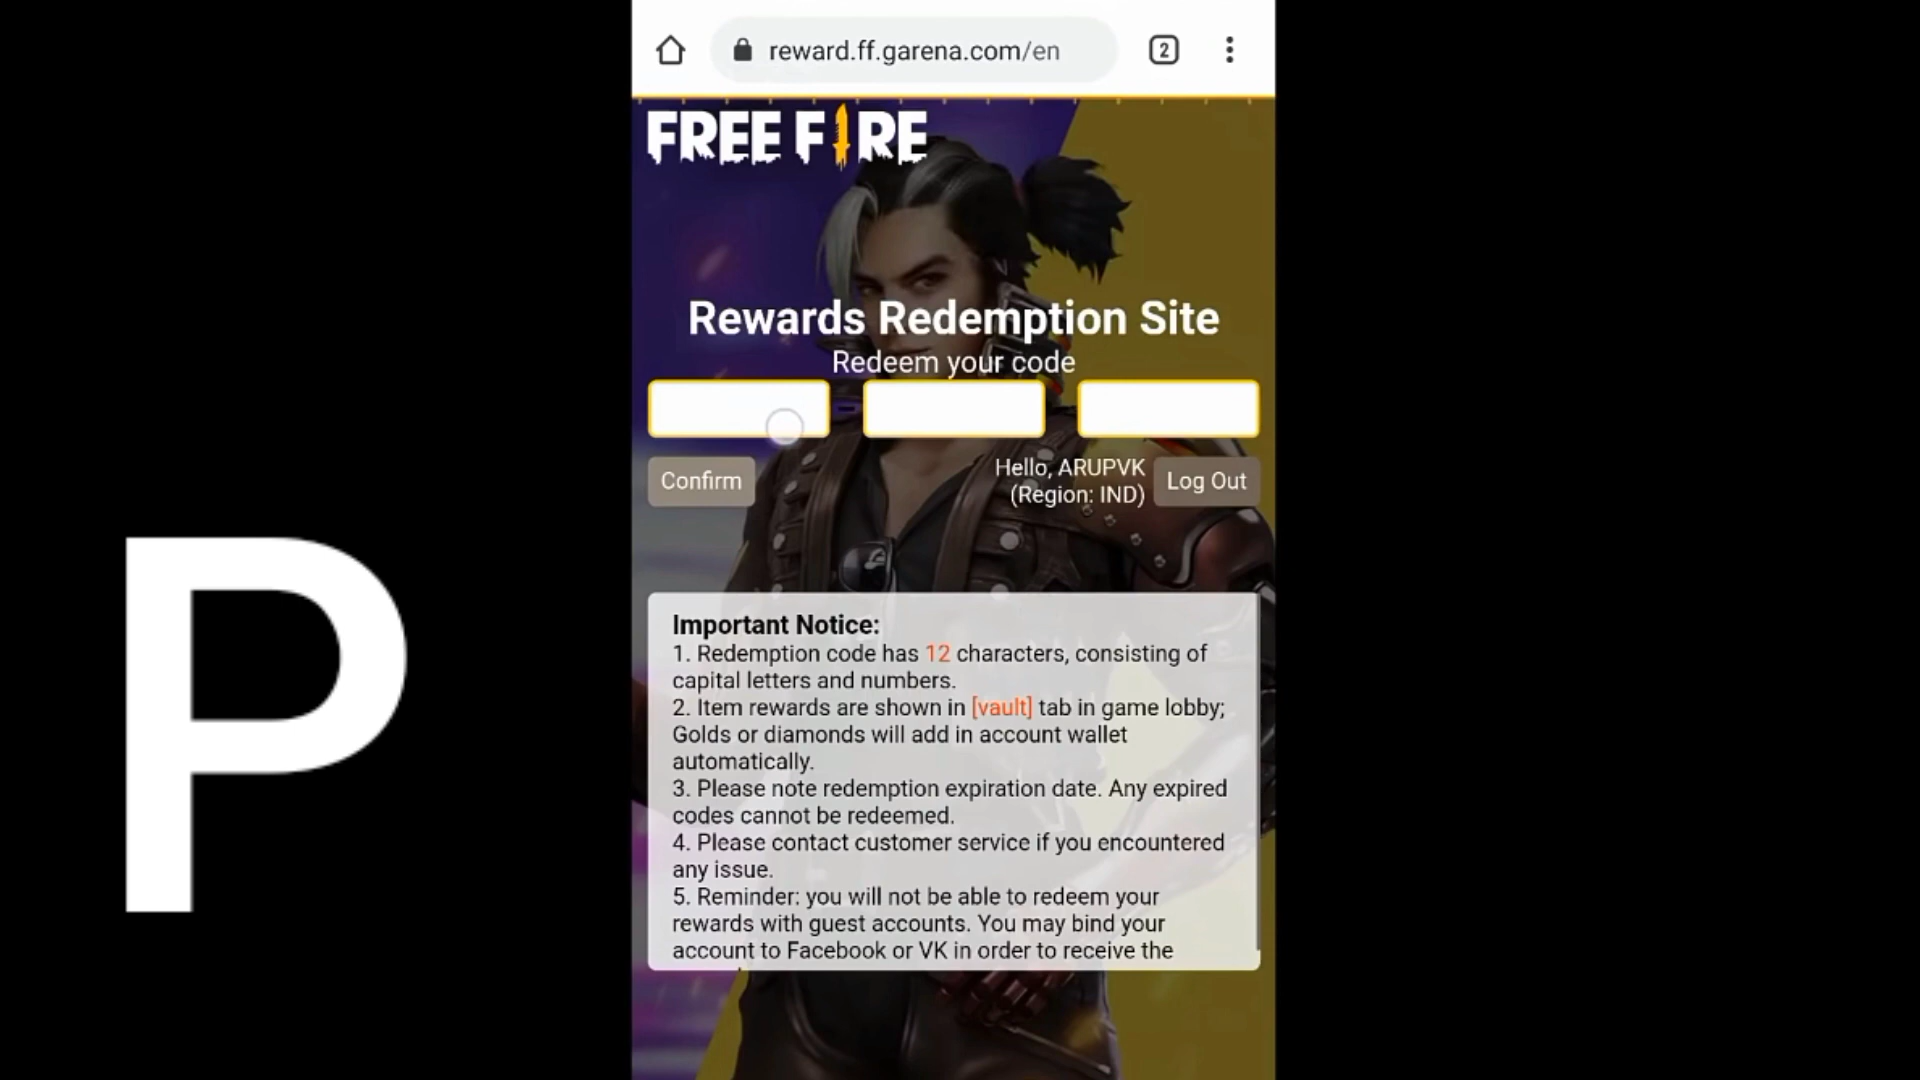 reward.ff.garena.com/en
2
FREE FIRE
Rewards Redemption Site
Redeem your code
Confirm
Hello, ARUPVK
(Region: IND)
Log Out
P
Important Notice:
1. Redemption code has 12 characters, consisting of
capital letters and numbers.
2. Item rewards are shown in [vault] tab in game lobby;
Golds or diamonds will add in account wallet
automatically.
3. Please note redemption expiration date. Any expired
codes cannot be redeemed.
4. Please contact customer service if you encountered
any issue.
5. Reminder: you will not be able to redeem your
rewards with guest accounts. You may bind your
account to Facebook or VK in order to receive the